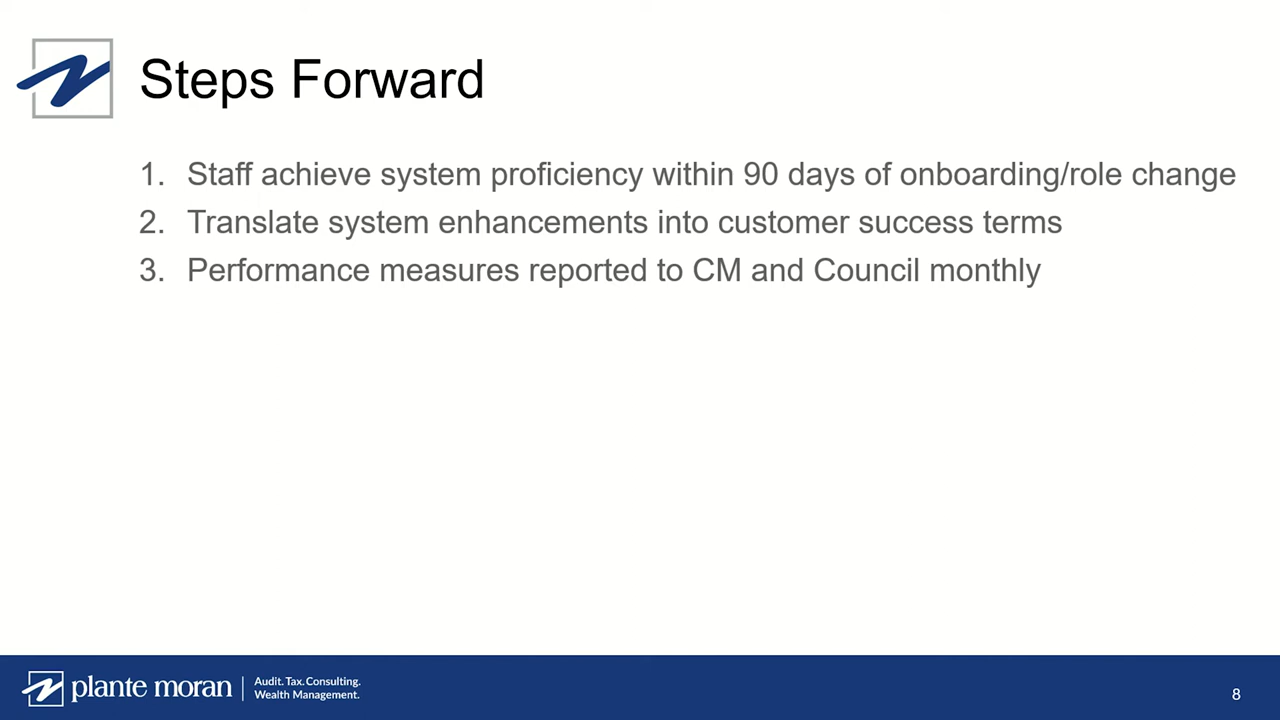 Steps Forward
1. Staff achieve system proficiency within 90 days of onboarding/role change
2. Translate system enhancements into customer success terms
3. Performance measures reported to CM and Council monthly
plante moran
Audit. Tax. Consulting.
Wealth Management.
8